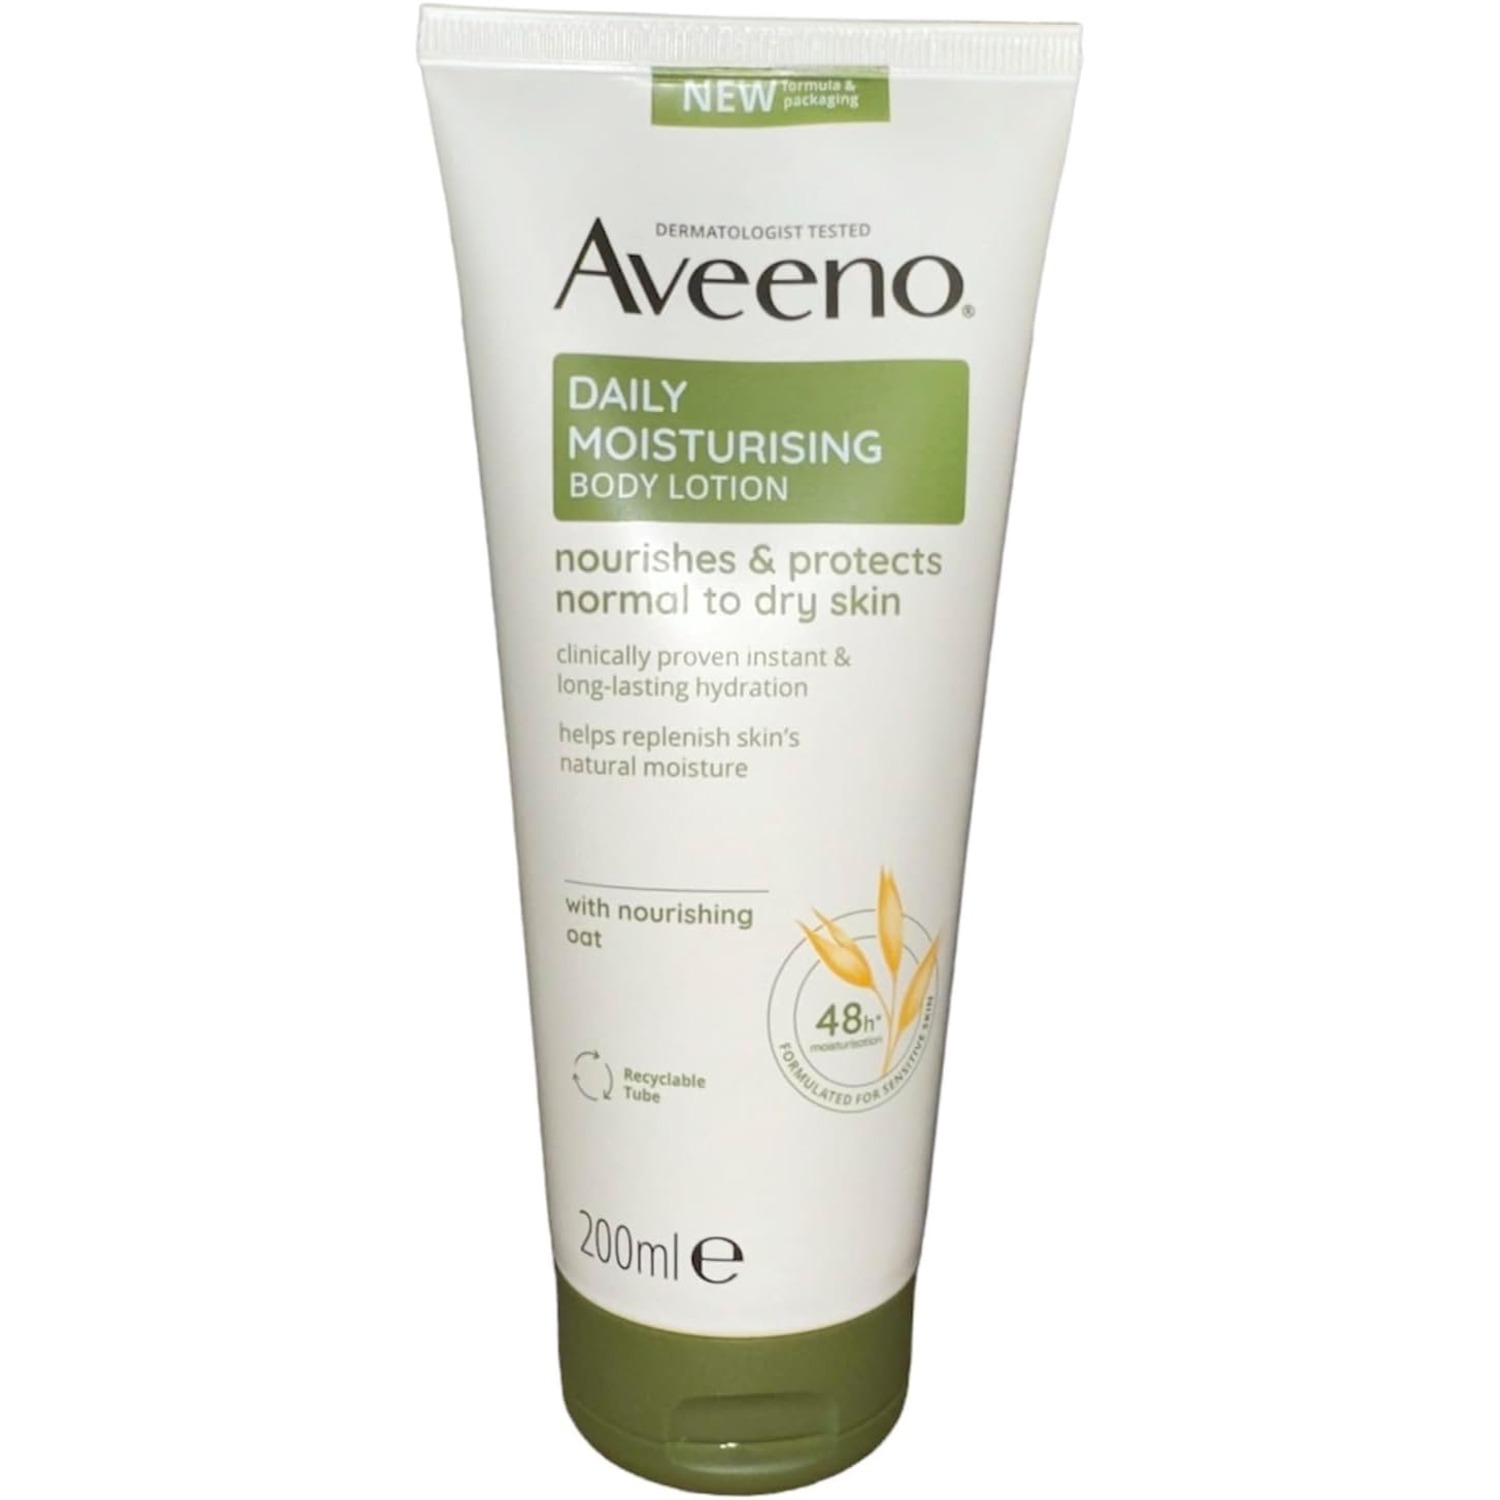 NEW formula &
packaging
DERMATOLOGIST TESTED
Aveeno®
DAILY
MOISTURISING
BODY LOTION
nourishes & protects
normal to dry skin
clinically proven instant &
long-lasting hydration
helps replenish skin's
natural moisture
with nourishing
oat
48h*
moisturisation
FORMULATED FOR SENSITIVE SKIN
Recyclable
Tube
200ml e